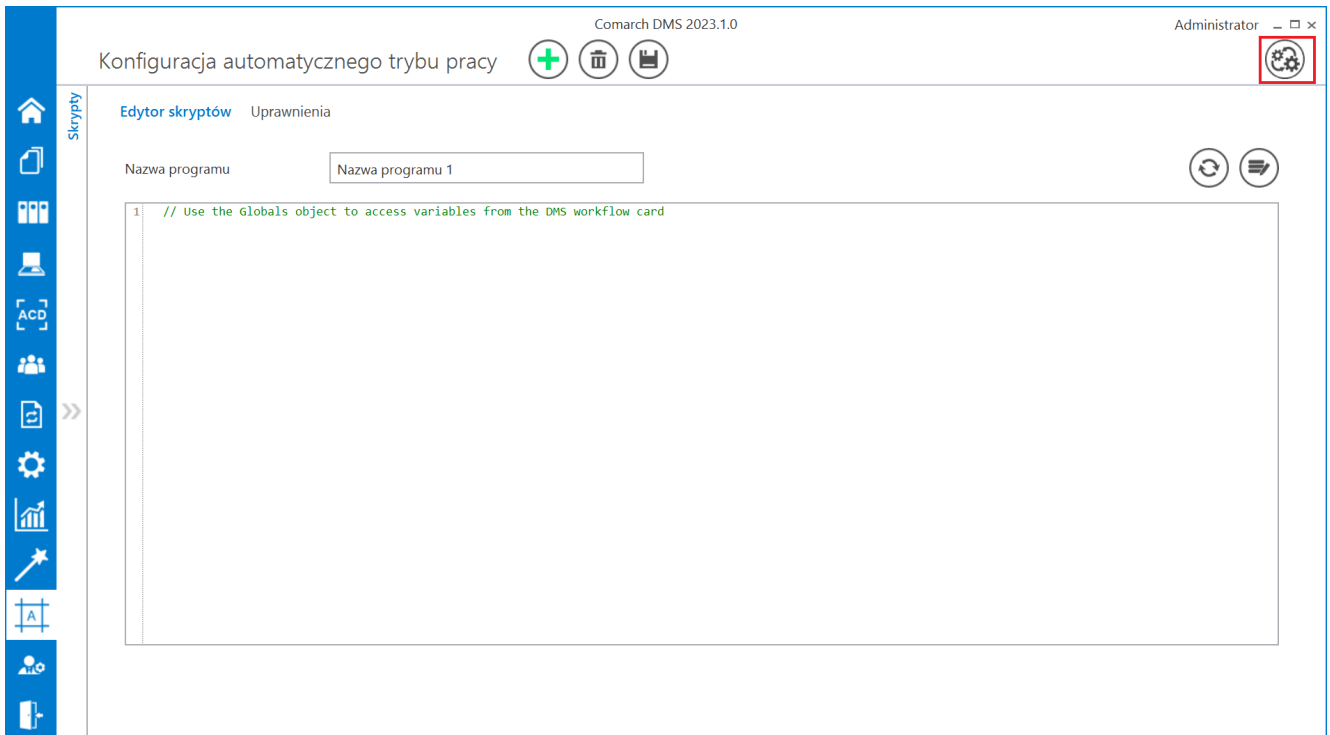 Comarch DMS 2023.1.0
Administrator
Konfiguracja automatycznego trybu pracy
Skrypty
Edytor skryptów Uprawnienia
Nazwa programu Nazwa programu 1
1 // Use the Globals object to access variables from the DMS workflow card
ACD
A